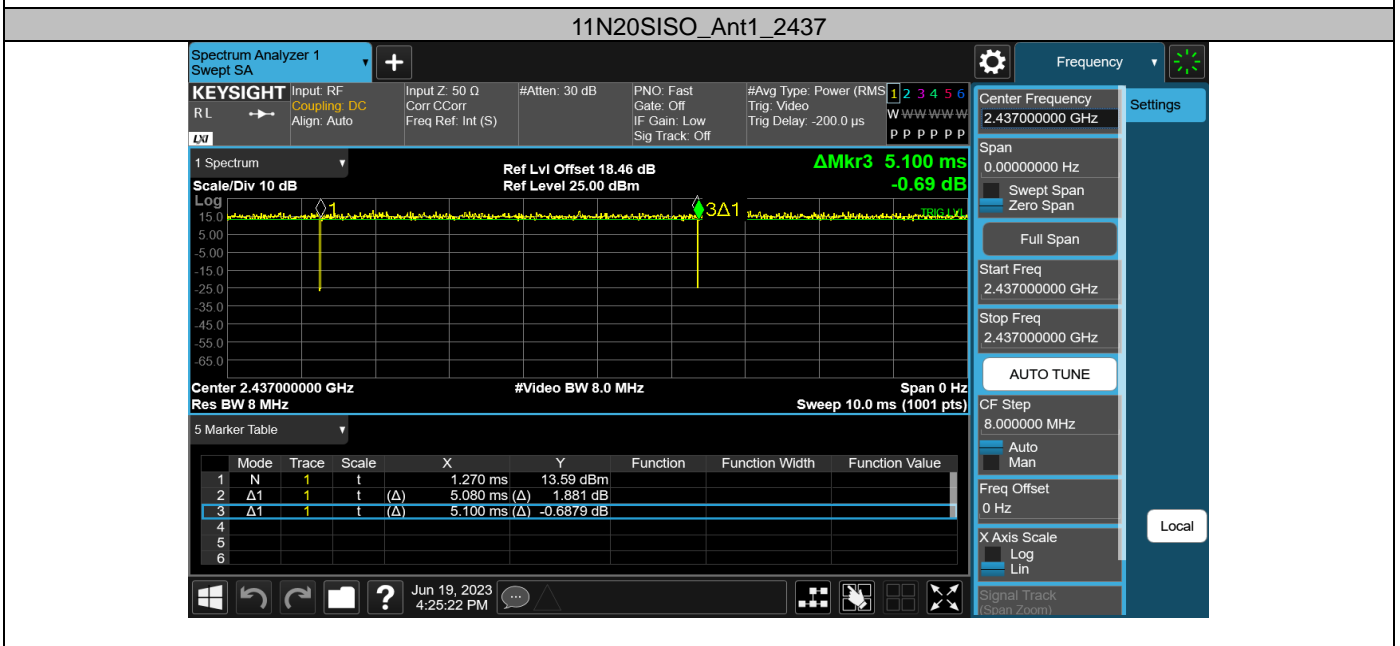 11N20SISO_Ant1_2437
Spectrum Analyzer 1
Swept SA
Frequency
KEYSIGHT
R L
LXI
Input: RF
Coupling: DC
Align: Auto
Input Z: 50 Ω
Corr CCorr
Freq Ref: Int (S)
#Atten: 30 dB
PNO: Fast
Gate: Off
IF Gain: Low
Sig Track: Off
#Avg Type: Power (RMS
Trig: Video
Trig Delay: -200.0 µs
1 2 3 4 5 6
W W W W W W
P P P P P P
1 Spectrum
Scale/Div 10 dB
Log
Ref Lvl Offset 18.46 dB
Ref Level 25.00 dBm
ΔMkr3 5.100 ms
-0.69 dB
1
3Δ1
TRIG LVL
15.0
5.00
-5.00
-15.0
-25.0
-35.0
-45.0
-55.0
-65.0
Center 2.437000000 GHz
#Video BW 8.0 MHz
Span 0 Hz
Res BW 8 MHz
Sweep 10.0 ms (1001 pts)
5 Marker Table
Mode Trace Scale X Y Function Function Width Function Value
1 N 1 t 1.270 ms 13.59 dBm
2 Δ1 1 t (Δ) 5.080 ms (Δ) 1.881 dB
3 Δ1 1 t (Δ) 5.100 ms (Δ) -0.6879 dB
4
5
6
?
Jun 19, 2023
4:25:22 PM
Center Frequency
2.437000000 GHz
Span
0.00000000 Hz
Swept Span
Zero Span
Full Span
Start Freq
2.437000000 GHz
Stop Freq
2.437000000 GHz
AUTO TUNE
CF Step
8.000000 MHz
Auto
Man
Freq Offset
0 Hz
X Axis Scale
Log
Lin
Signal Track
(Span Zoom)
Settings
Local